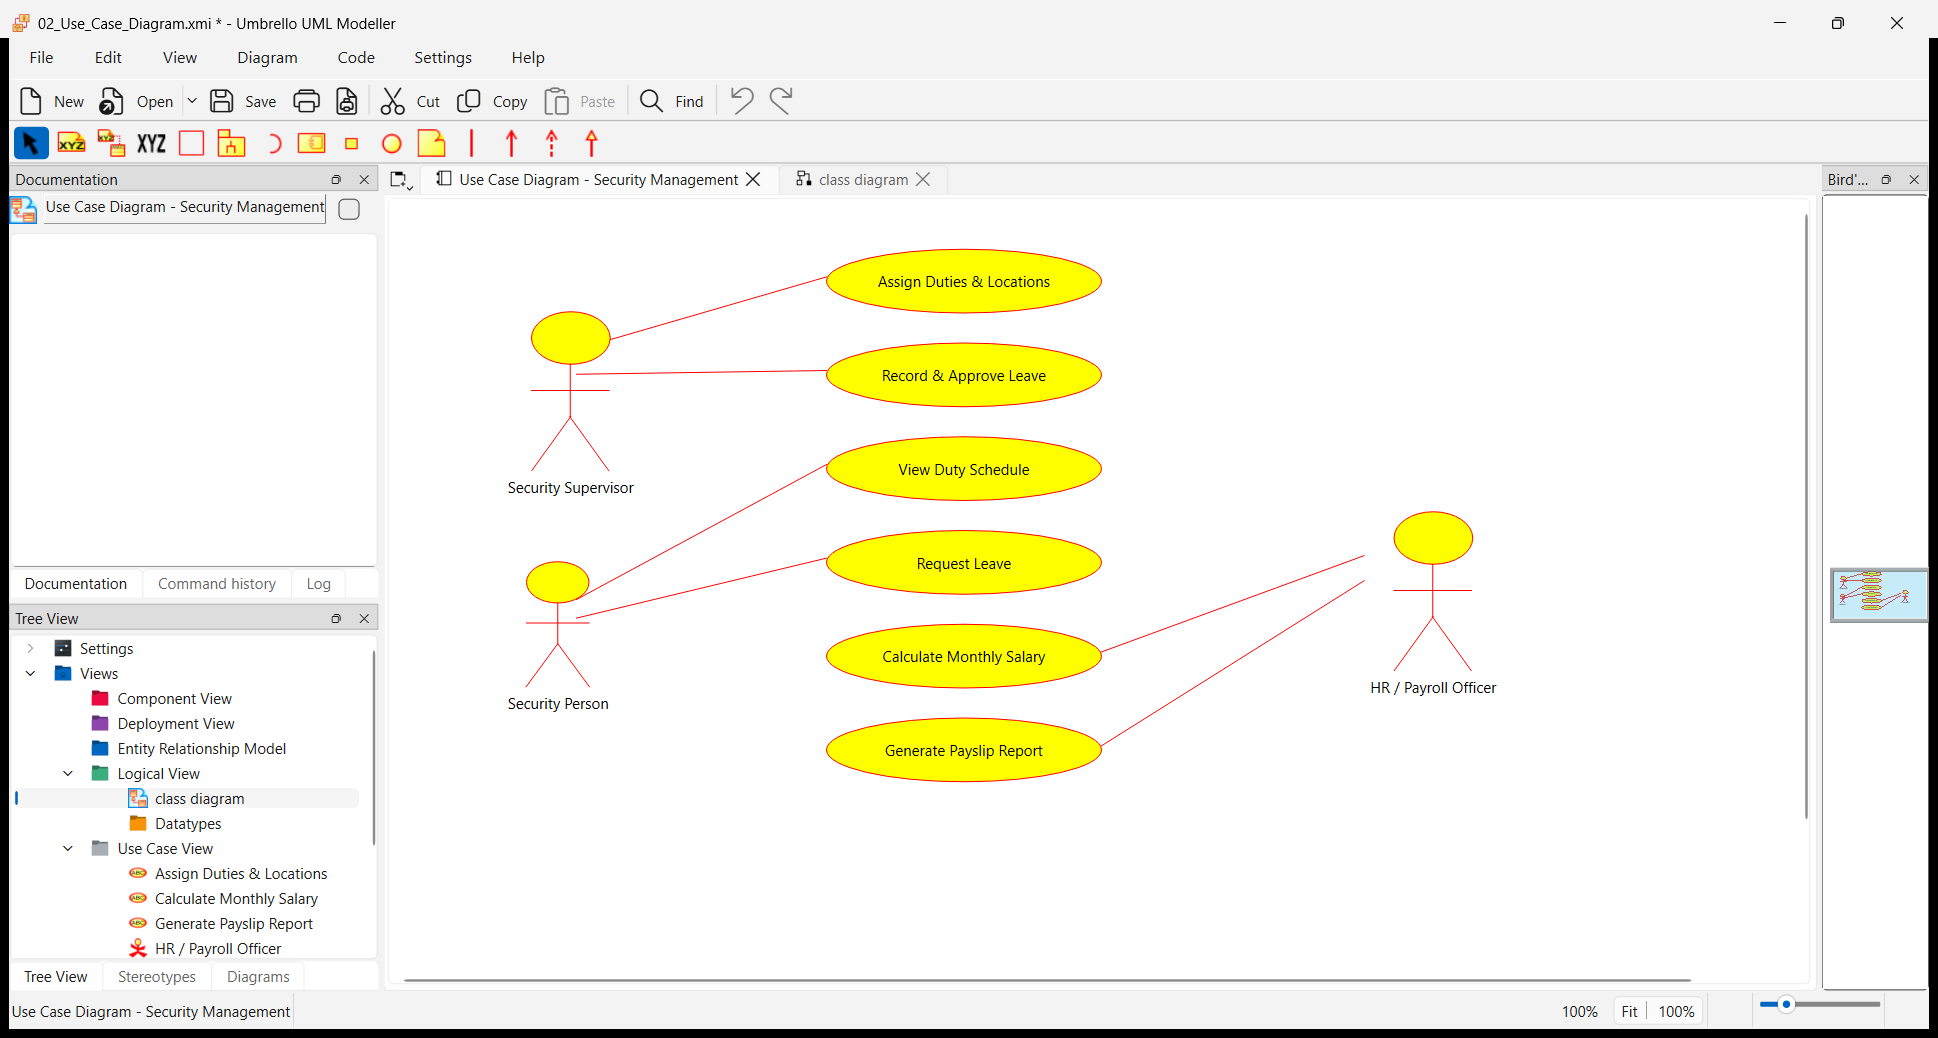 02_Use_Case_Diagram.xmi * - Umbrello UML Modeller
File Edit View Diagram Code Settings Help
New Open Save Cut Copy Paste Find
XYZ XYZ XYZ
Documentation
Use Case Diagram - Security Management
class diagram
Bird'...
Use Case Diagram - Security Management
Assign Duties & Locations
Record & Approve Leave
View Duty Schedule
Security Supervisor
Request Leave
Calculate Monthly Salary
HR / Payroll Officer
Security Person
Generate Payslip Report
Documentation Command history Log
Tree View
Settings
Views
Component View
Deployment View
Entity Relationship Model
Logical View
class diagram
Datatypes
Use Case View
ABC Assign Duties & Locations
ABC Calculate Monthly Salary
ABC Generate Payslip Report
HR / Payroll Officer
Tree View Stereotypes Diagrams
Use Case Diagram - Security Management
100% Fit 100%